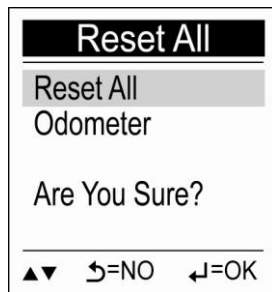 Reset All
Reset All
Odometer
Are You Sure?
▲▼ ⮌=NO ↵=OK